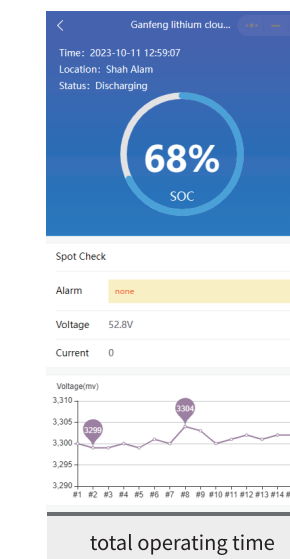 Ganfeng lithium clou...
Time: 2023-10-11 12:59:07
Location: Shah Alam
Status: Discharging
68%
SOC
Spot Check
Alarm none
Voltage 52.8V
Current 0
Voltage(mv)
3,310
3304
3,305
3299
3,300
3,295
3,290
#1 #2 #3 #4 #5 #6 #7 #8 #9 #10 #11 #12 #13 #14
total operating time